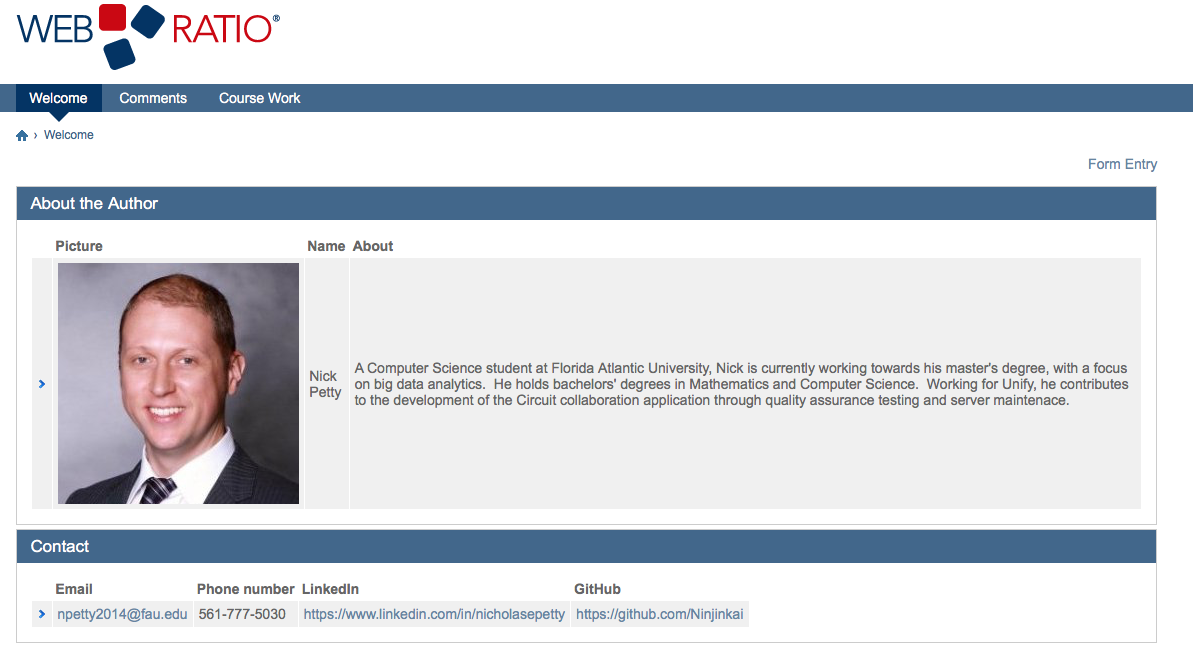 WEB RATIO®
Welcome Comments Course Work
› Welcome
Form Entry
About the Author
Picture Name About
Nick
Petty
A Computer Science student at Florida Atlantic University, Nick is currently working towards his master's degree, with a focus
on big data analytics.  He holds bachelors' degrees in Mathematics and Computer Science.  Working for Unify, he contributes
to the development of the Circuit collaboration application through quality assurance testing and server maintenace.
Contact
Email Phone number LinkedIn GitHub
npetty2014@fau.edu 561-777-5030 https://www.linkedin.com/in/nicholasepetty https://github.com/Ninjinkai